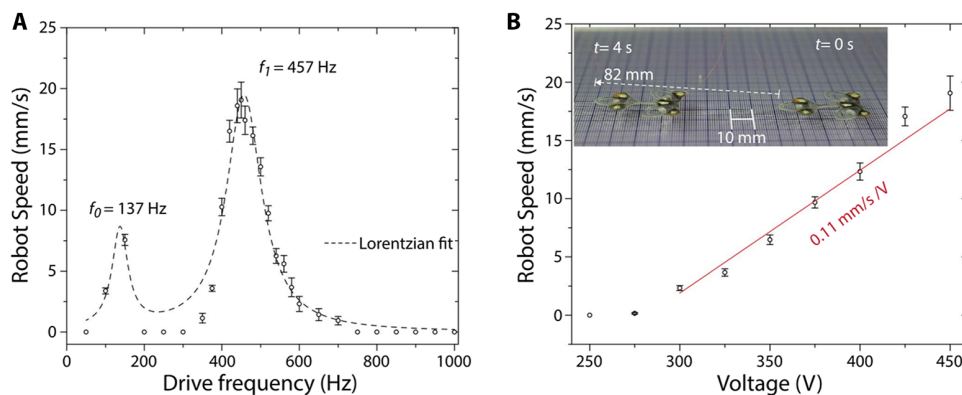 A
Robot Speed (mm/s)
25
20
15
10
5
0
f0 = 137 Hz
f1 = 457 Hz
Lorentzian fit
0 200 400 600 800 1000
Drive frequency (Hz)
B
Robot Speed (mm/s)
25
20
15
10
5
0
t= 4 s
t= 0 s
82 mm
10 mm
0.11 mm/s /V
250 300 350 400 450
Voltage (V)